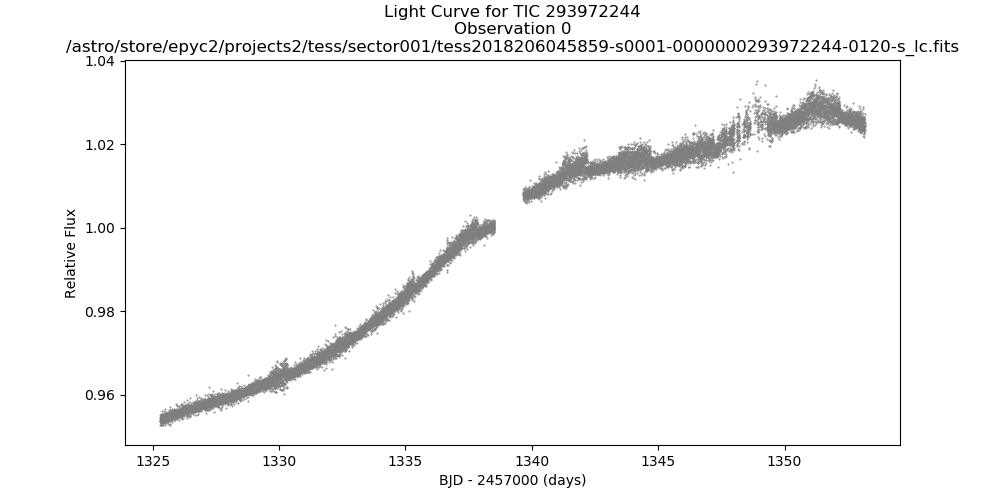 Light Curve for TIC 293972244
Observation 0
/astro/store/epyc2/projects2/tess/sector001/tess2018206045859-s0001-0000000293972244-0120-s_lc.fits
1.04
1.02
1.00
0.98
0.96
Relative Flux
1325
1330
1335
1340
1345
1350
BJD - 2457000 (days)